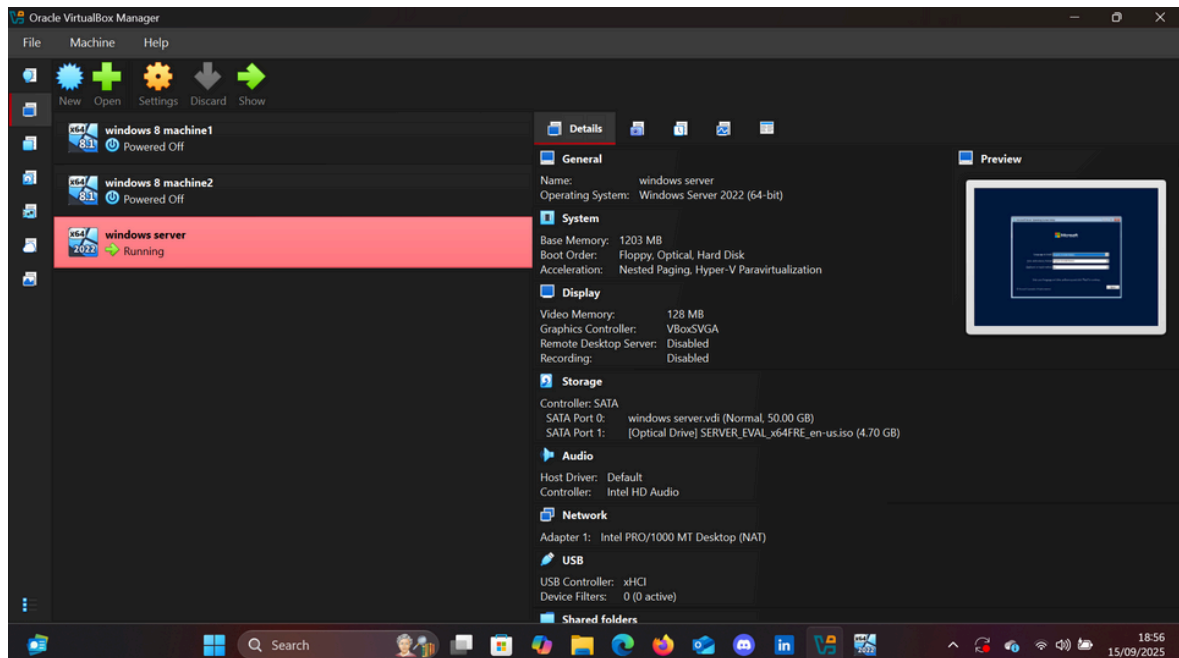 Oracle VirtualBox Manager
File Machine Help
New Open Settings Discard Show
x64 8.1 windows 8 machine1
Powered Off
x64 8.1 windows 8 machine2
Powered Off
x64 2022 windows server
Running
Details
General
Name: windows server
Operating System: Windows Server 2022 (64-bit)
System
Base Memory: 1203 MB
Boot Order: Floppy, Optical, Hard Disk
Acceleration: Nested Paging, Hyper-V Paravirtualization
Display
Video Memory: 128 MB
Graphics Controller: VBoxSVGA
Remote Desktop Server: Disabled
Recording: Disabled
Storage
Controller: SATA
SATA Port 0: windows server.vdi (Normal, 50.00 GB)
SATA Port 1: [Optical Drive] SERVER_EVAL_x64FRE_en-us.iso (4.70 GB)
Audio
Host Driver: Default
Controller: Intel HD Audio
Network
Adapter 1: Intel PRO/1000 MT Desktop (NAT)
USB
USB Controller: xHCI
Device Filters: 0 (0 active)
Shared folders
Preview
Microsoft
Search
18:56
15/09/2025